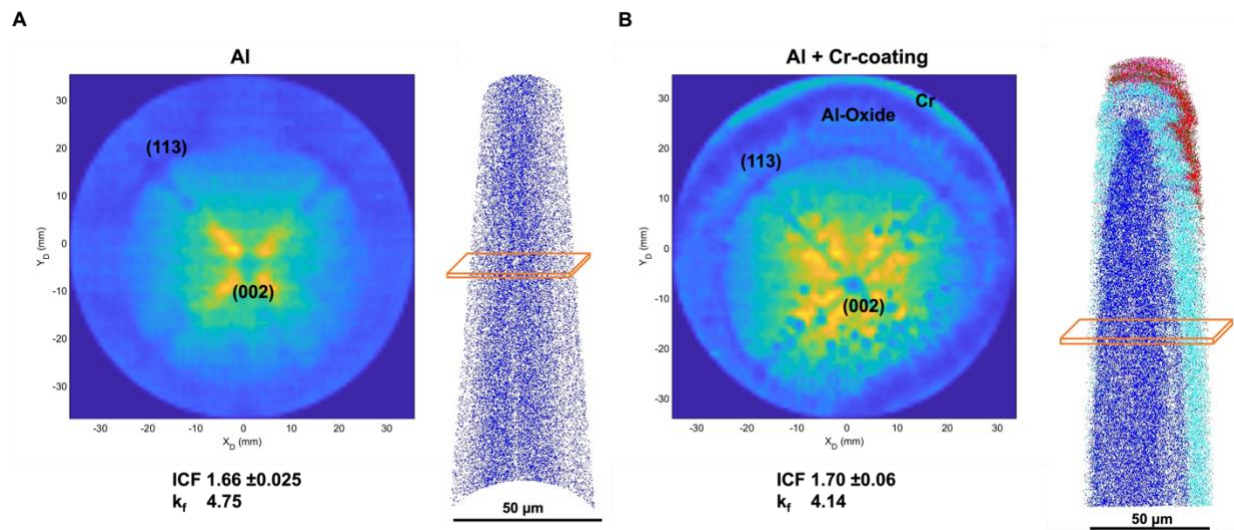 A
Al
30
20
10
0
-10
-20
-30
Y_D (mm)
(113)
(002)
-30 -20 -10 0 10 20 30
X_D (mm)
ICF 1.66 ±0.025
k_f 4.75
50 µm
B
Al + Cr-coating
30
20
10
0
-10
-20
-30
Y_D (mm)
Cr
Al-Oxide
(113)
(002)
-30 -20 -10 0 10 20 30
X_D (mm)
ICF 1.70 ±0.06
k_f 4.14
50 µm